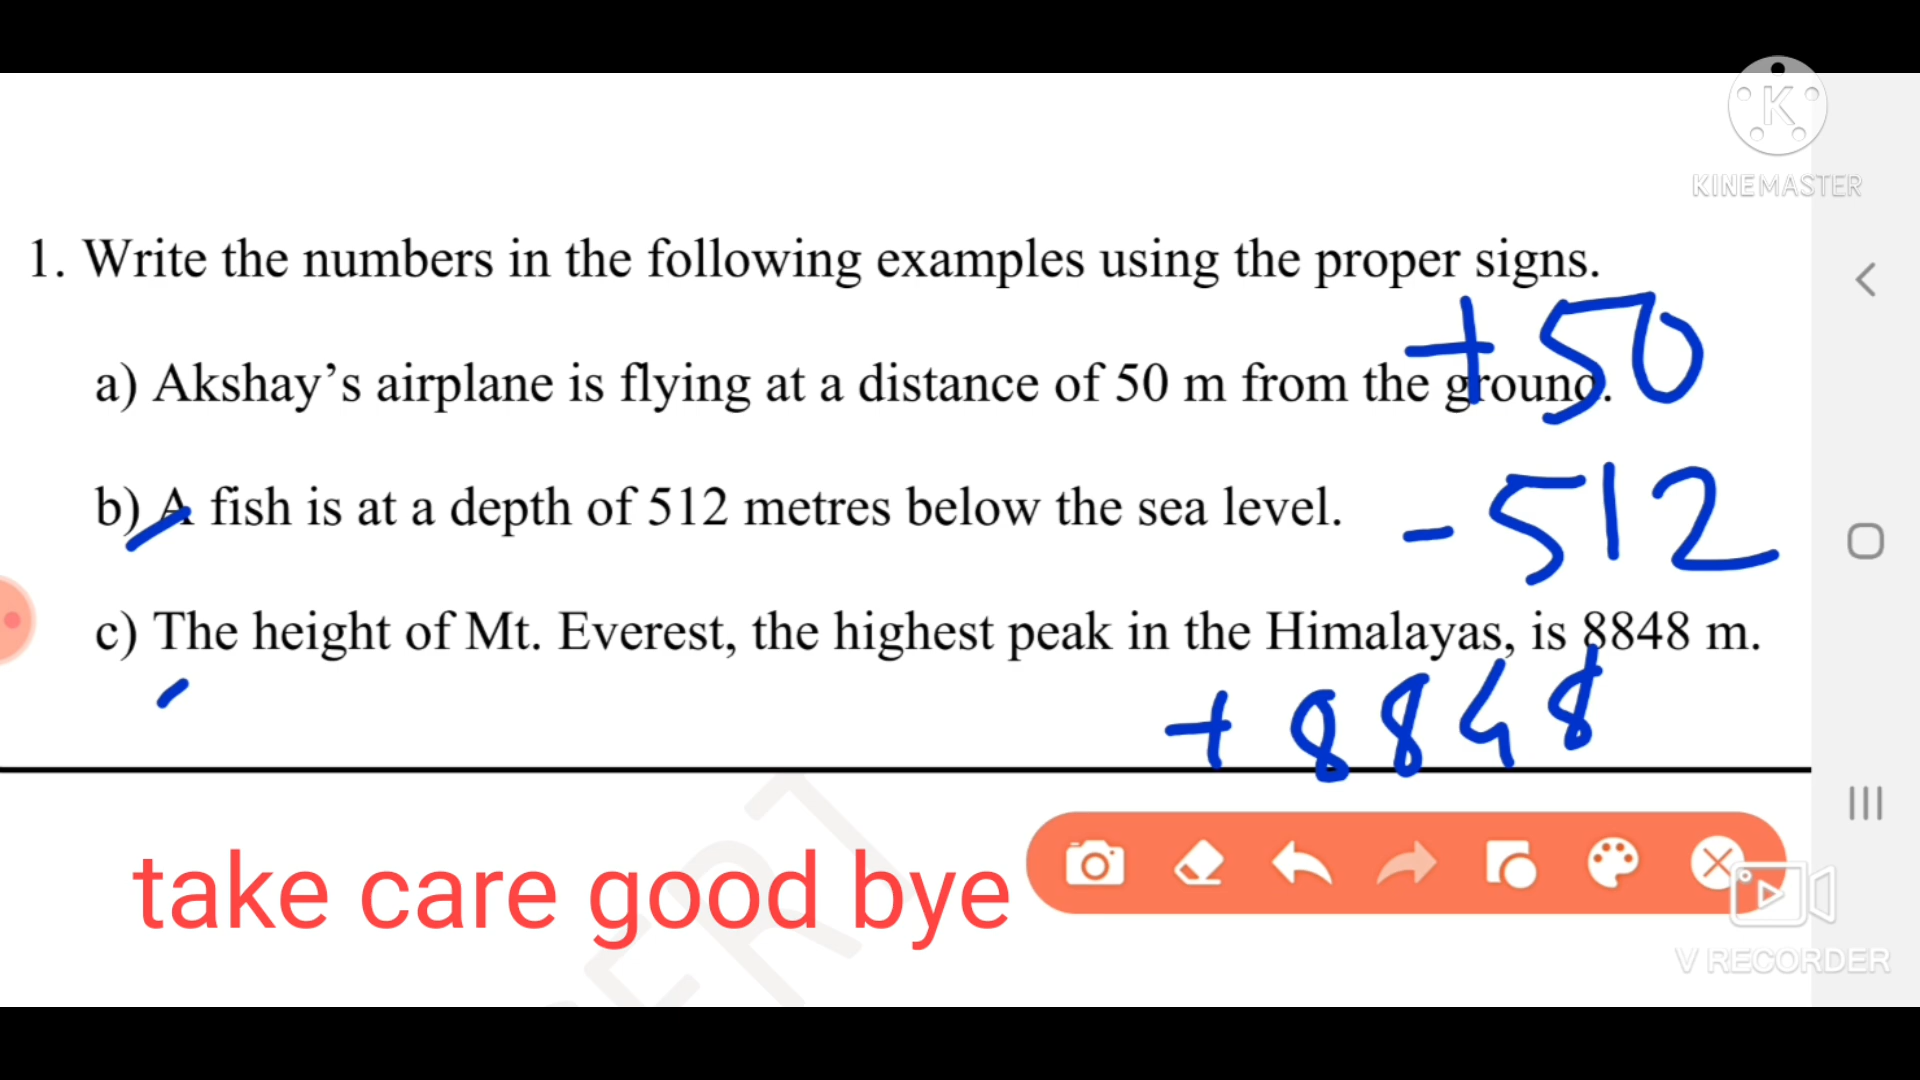 K
KINEMASTER
1. Write the numbers in the following examples using the proper signs.
+50
a) Akshay’s airplane is flying at a distance of 50 m from the ground.
b) A fish is at a depth of 512 metres below the sea level.
-512
c) The height of Mt. Everest, the highest peak in the Himalayas, is 8848 m.
+8848
take care good bye
V RECORDER